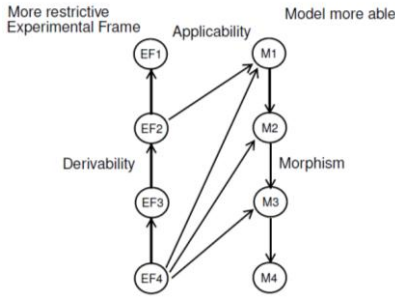 More restrictive
Experimental Frame
Applicability
Model more able
EF1
M1
EF2
M2
Derivability
Morphism
EF3
M3
EF4
M4